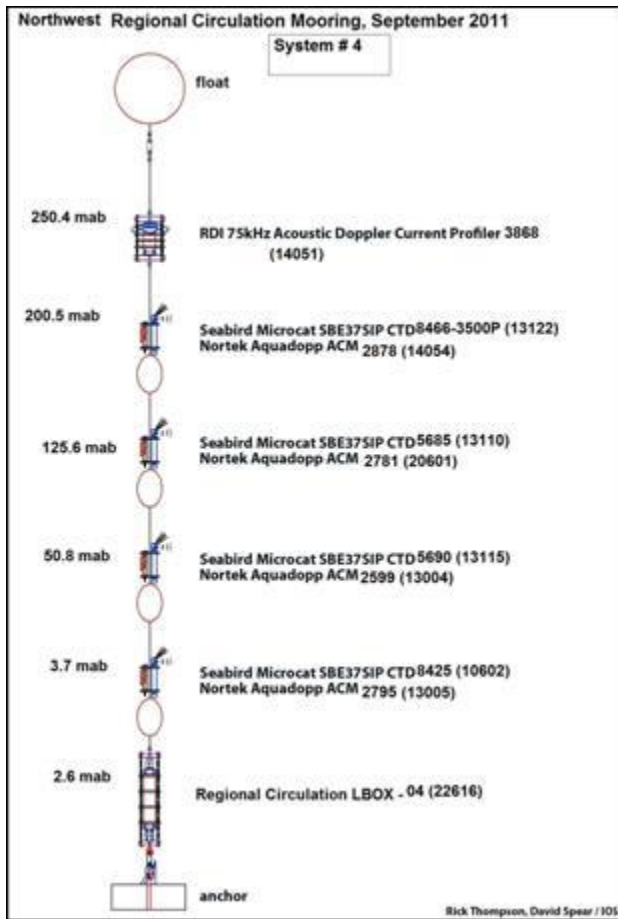 Northwest Regional Circulation Mooring, September 2011
System # 4
float
250.4 mab
RDI 75kHz Acoustic Doppler Current Profiler 3868
(14051)
200.5 mab
Seabird Microcat SBE37SIP CTD 8466-3500P (13122)
Nortek Aquadopp ACM 2878 (14054)
125.6 mab
Seabird Microcat SBE37SIP CTD 5685 (13110)
Nortek Aquadopp ACM 2781 (20601)
50.8 mab
Seabird Microcat SBE37SIP CTD 5690 (13115)
Nortek Aquadopp ACM 2599 (13004)
3.7 mab
Seabird Microcat SBE37SIP CTD 8425 (10602)
Nortek Aquadopp ACM 2795 (13005)
2.6 mab
Regional Circulation LBOX - 04 (22616)
anchor
Rick Thompson, David Spear / IOS